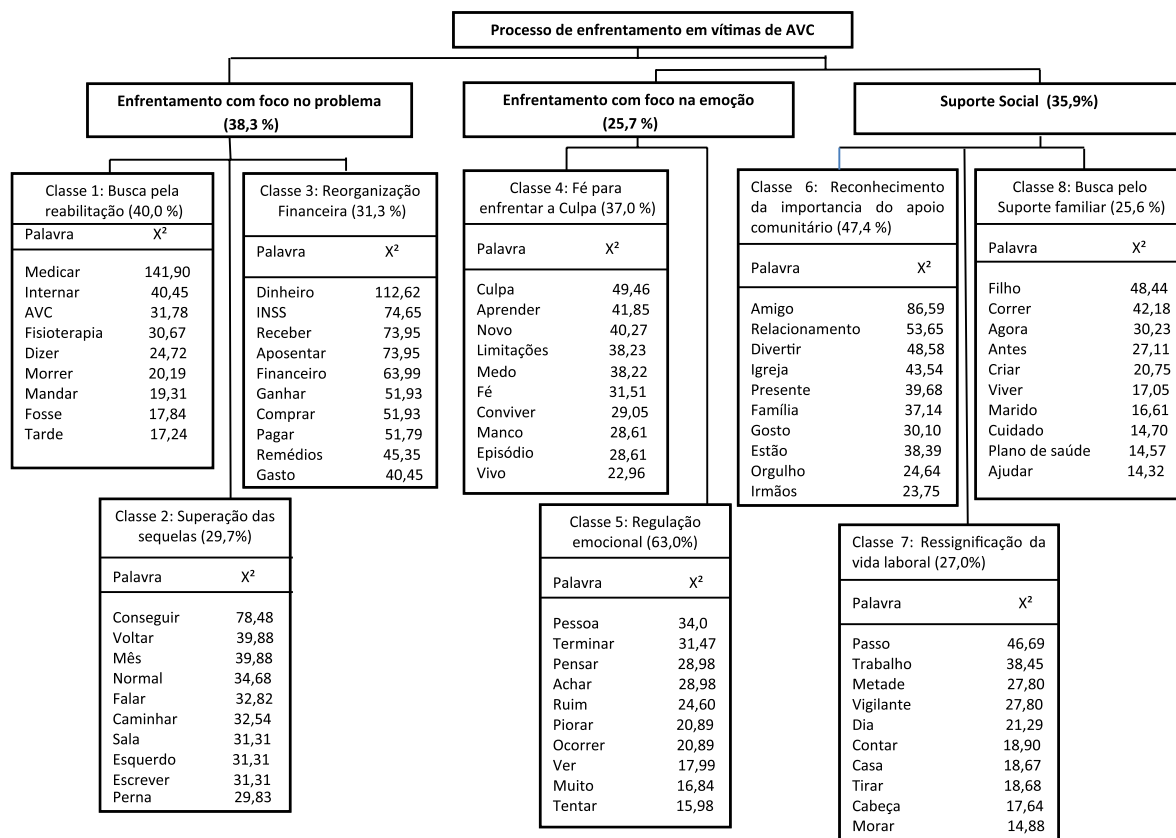 Processo de enfrentamento em vítimas de AVC
Enfrentamento com foco no problema
(38,3 %)
Enfrentamento com foco na emoção
(25,7 %)
Suporte Social (35,9%)
Classe 1: Busca pela
reabilitação (40,0 %)
Palavra X²
Medicar 141,90
Internar 40,45
AVC 31,78
Fisioterapia 30,67
Dizer 24,72
Morrer 20,19
Mandar 19,31
Fosse 17,84
Tarde 17,24
Classe 3: Reorganização
Financeira (31,3 %)
Palavra X²
Dinheiro 112,62
INSS 74,65
Receber 73,95
Aposentar 73,95
Financeiro 63,99
Ganhar 51,93
Comprar 51,93
Pagar 51,79
Remédios 45,35
Gasto 40,45
Classe 4: Fé para
enfrentar a Culpa (37,0 %)
Palavra X²
Culpa 49,46
Aprender 41,85
Novo 40,27
Limitações 38,23
Medo 38,22
Fé 31,51
Conviver 29,05
Manco 28,61
Episódio 28,61
Vivo 22,96
Classe 6: Reconhecimento
da importancia do apoio
comunitário (47,4 %)
Palavra X²
Amigo 86,59
Relacionamento 53,65
Divertir 48,58
Igreja 43,54
Presente 39,68
Família 37,14
Gosto 30,10
Estão 38,39
Orgulho 24,64
Irmãos 23,75
Classe 8: Busca pelo
Suporte familiar (25,6 %)
Palavra X²
Filho 48,44
Correr 42,18
Agora 30,23
Antes 27,11
Criar 20,75
Viver 17,05
Marido 16,61
Cuidado 14,70
Plano de saúde 14,57
Ajudar 14,32
Classe 2: Superação das
sequelas (29,7%)
Palavra X²
Conseguir 78,48
Voltar 39,88
Mês 39,88
Normal 34,68
Falar 32,82
Caminhar 32,54
Sala 31,31
Esquerdo 31,31
Escrever 31,31
Perna 29,83
Classe 5: Regulação
emocional (63,0%)
Palavra X²
Pessoa 34,0
Terminar 31,47
Pensar 28,98
Achar 28,98
Ruim 24,60
Piorar 20,89
Ocorrer 20,89
Ver 17,99
Muito 16,84
Tentar 15,98
Classe 7: Ressignificação da
vida laboral (27,0%)
Palavra X²
Passo 46,69
Trabalho 38,45
Metade 27,80
Vigilante 27,80
Dia 21,29
Contar 18,90
Casa 18,67
Tirar 18,68
Cabeça 17,64
Morar 14,88